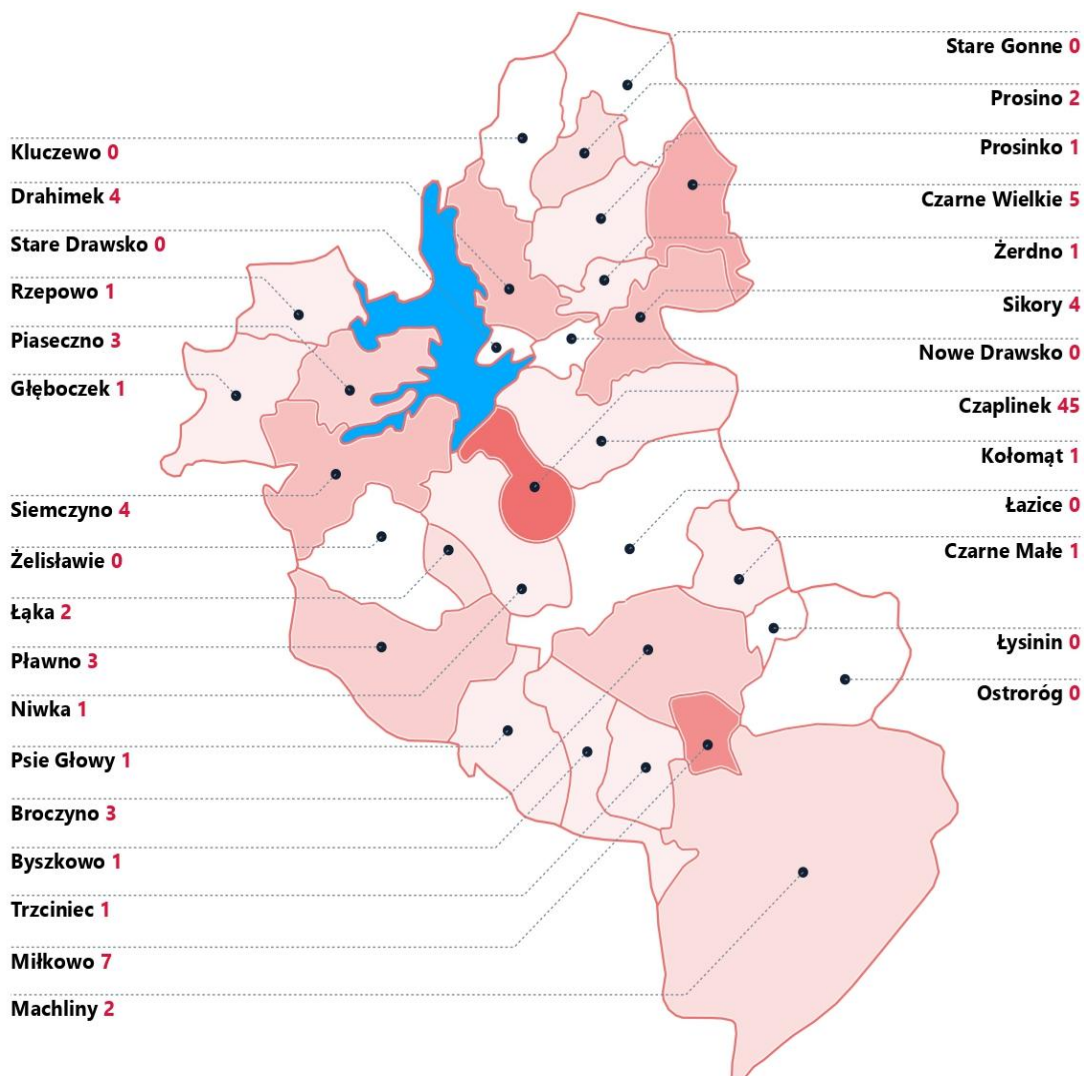 Kluczewo 0
Drahimek 4
Stare Drawsko 0
Rzepowo 1
Piaseczno 3
Głęboczek 1
Siemczyno 4
Żelisławie 0
Łąka 2
Pławno 3
Niwka 1
Psie Głowy 1
Broczyno 3
Byszkowo 1
Trzciniec 1
Miłkowo 7
Machliny 2
Stare Gonne 0
Prosino 2
Prosinko 1
Czarne Wielkie 5
Żerdno 1
Sikory 4
Nowe Drawsko 0
Czaplinek 45
Kołomąt 1
Łazice 0
Czarne Małe 1
Łysinin 0
Ostroróg 0